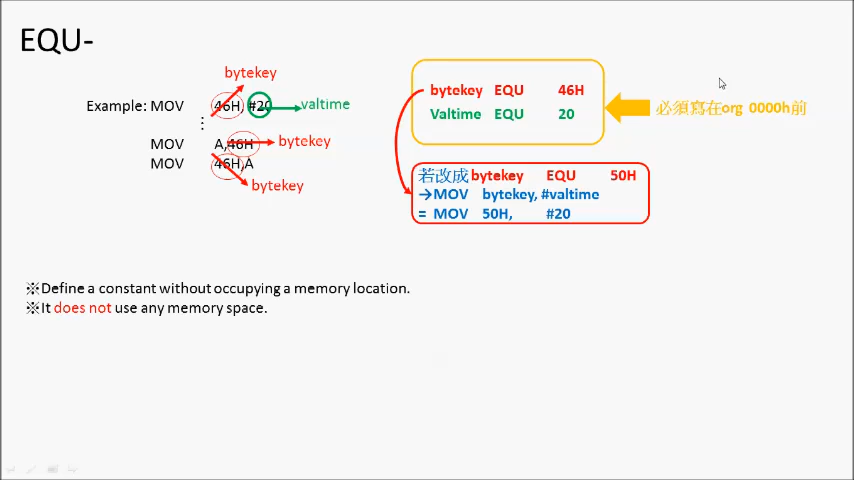 EQU-
bytekey
Example: MOV 46H, #20 valtime
⋮
MOV A,46H bytekey
MOV 46H,A
bytekey
bytekey EQU 46H
Valtime EQU 20
必須寫在org 0000h前
若改成bytekey EQU 50H
→MOV bytekey, #valtime
= MOV 50H, #20
※Define a constant without occupying a memory location.
※It does not use any memory space.